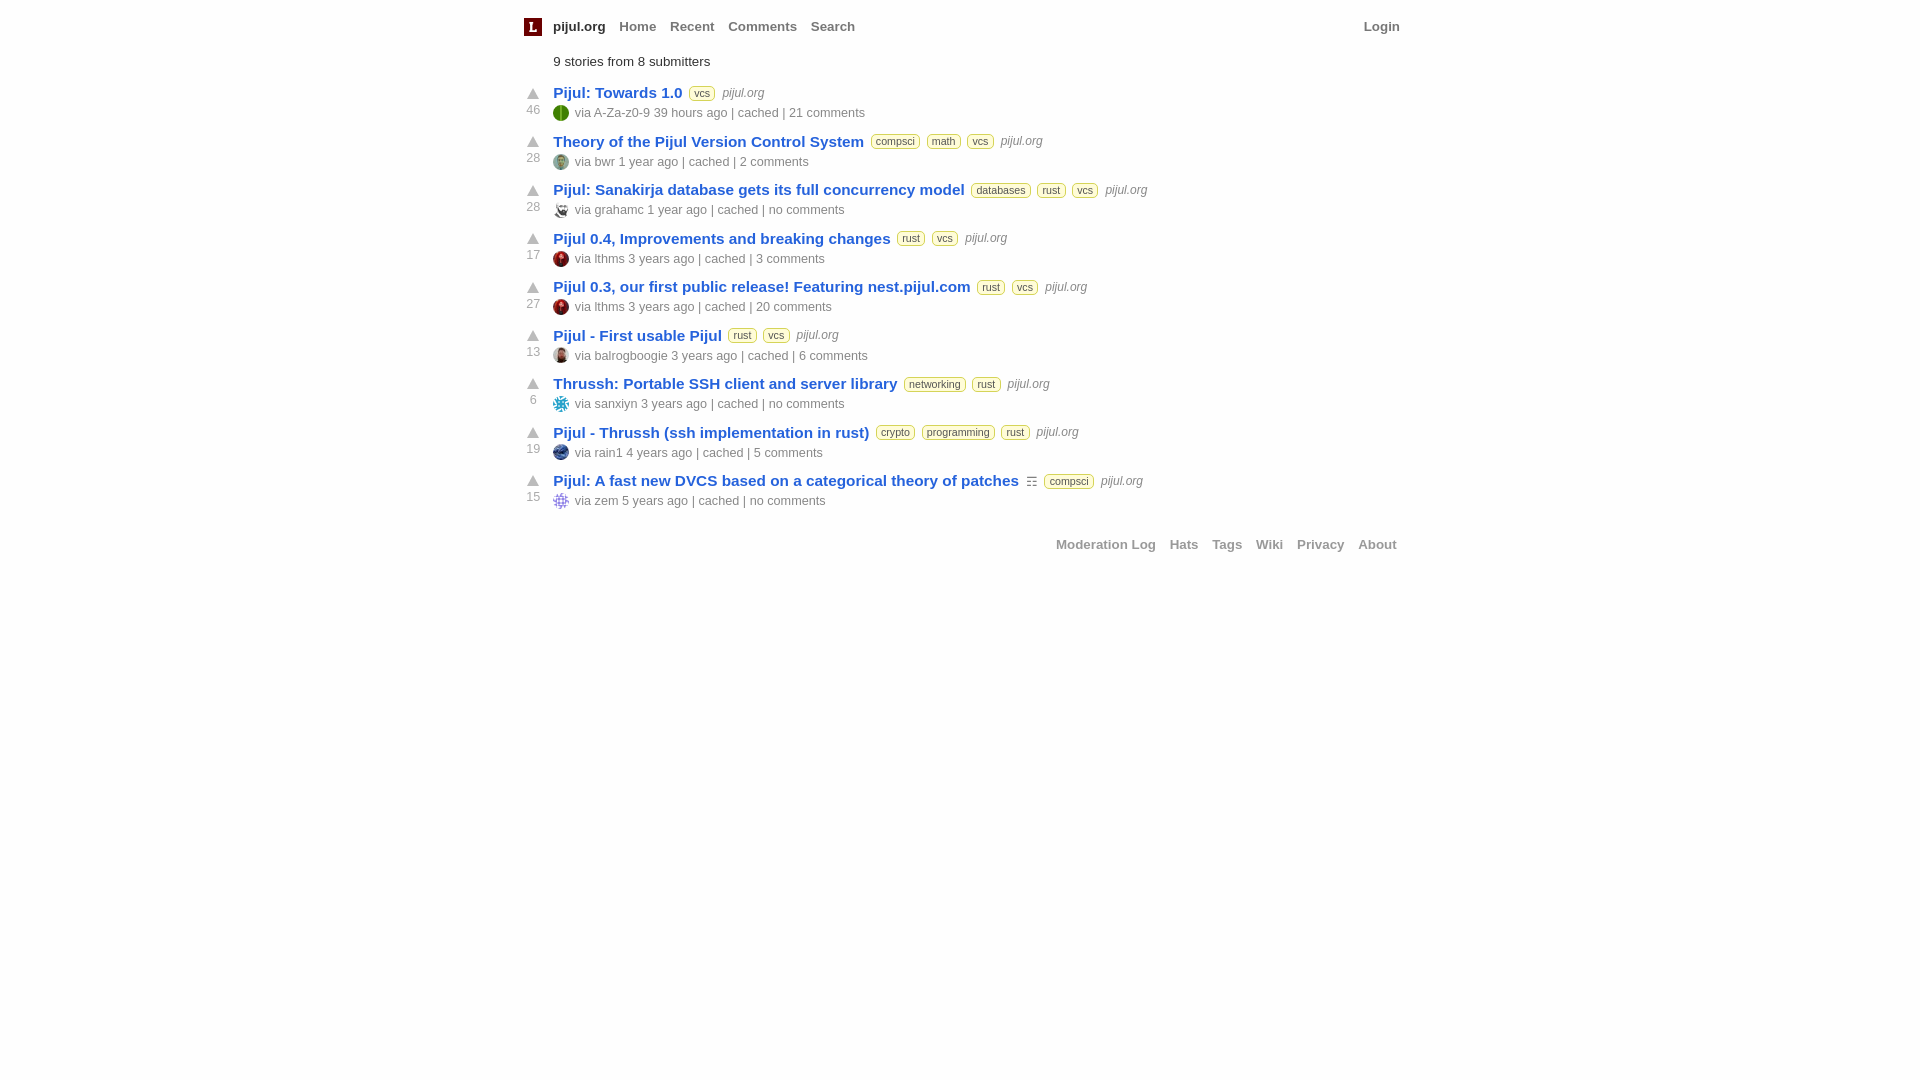 L pijul.org Home Recent Comments Search Login
9 stories from 8 submitters
Pijul: Towards 1.0 vcs pijul.org
46
via A-Za-z0-9 39 hours ago | cached | 21 comments
Theory of the Pijul Version Control System compsci math vcs pijul.org
28
via bwr 1 year ago | cached | 2 comments
Pijul: Sanakirja database gets its full concurrency model databases rust vcs pijul.org
28
via grahamc 1 year ago | cached | no comments
Pijul 0.4, Improvements and breaking changes rust vcs pijul.org
17
via lthms 3 years ago | cached | 3 comments
Pijul 0.3, our first public release! Featuring nest.pijul.com rust vcs pijul.org
27
via lthms 3 years ago | cached | 20 comments
Pijul - First usable Pijul rust vcs pijul.org
13
via balrogboogie 3 years ago | cached | 6 comments
Thrussh: Portable SSH client and server library networking rust pijul.org
6
via sanxiyn 3 years ago | cached | no comments
Pijul - Thrussh (ssh implementation in rust) crypto programming rust pijul.org
19
via rain1 4 years ago | cached | 5 comments
Pijul: A fast new DVCS based on a categorical theory of patches ☶ compsci pijul.org
15
via zem 5 years ago | cached | no comments
Moderation Log Hats Tags Wiki Privacy About